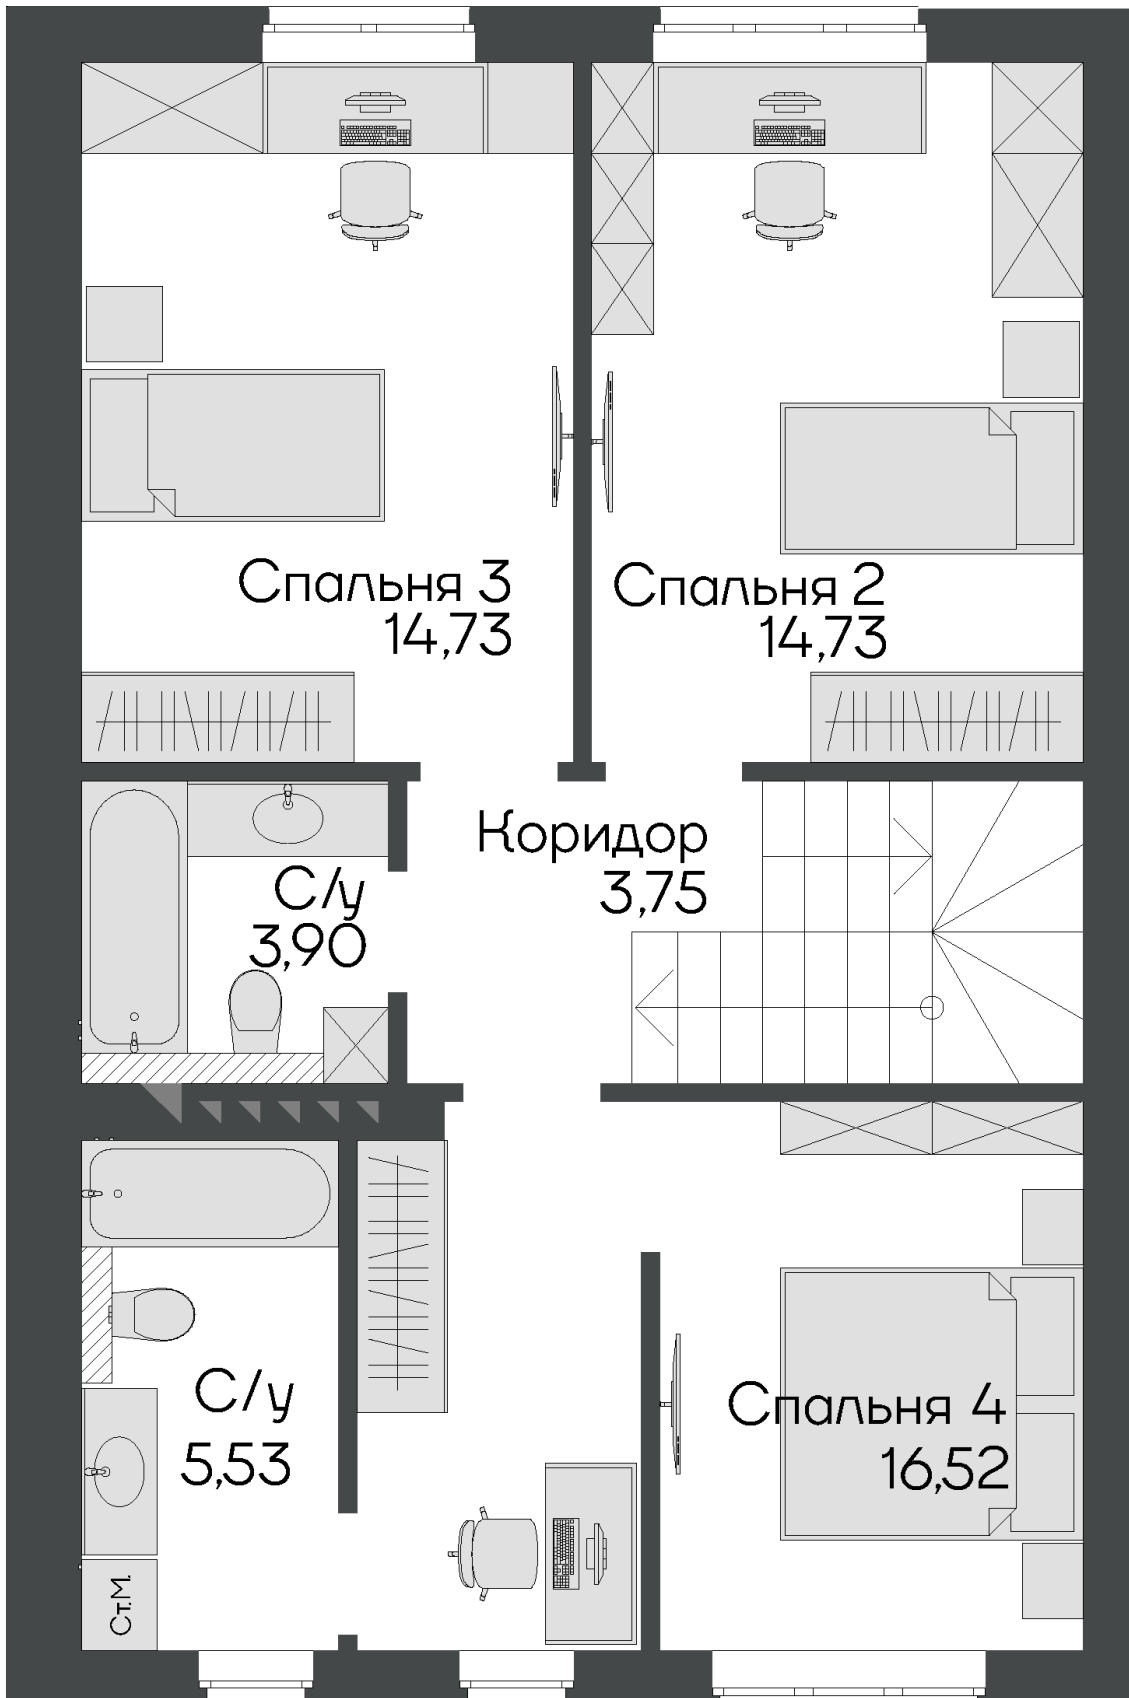 Спальня 3
14,73
Спальня 2
14,73
Коридор
3,75
С/у
3,90
С/у
5,53
Спальня 4
16,52
Ст.М.